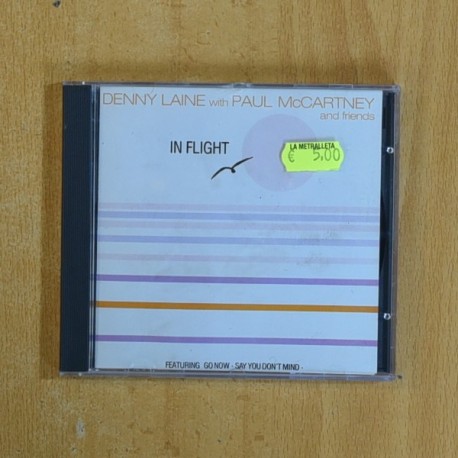 DENNY LAINE with PAUL McCARTNEY
and friends
IN FLIGHT
LA METRALLETA
€ 5,00
FEATURING GO NOW - SAY YOU DON'T MIND -